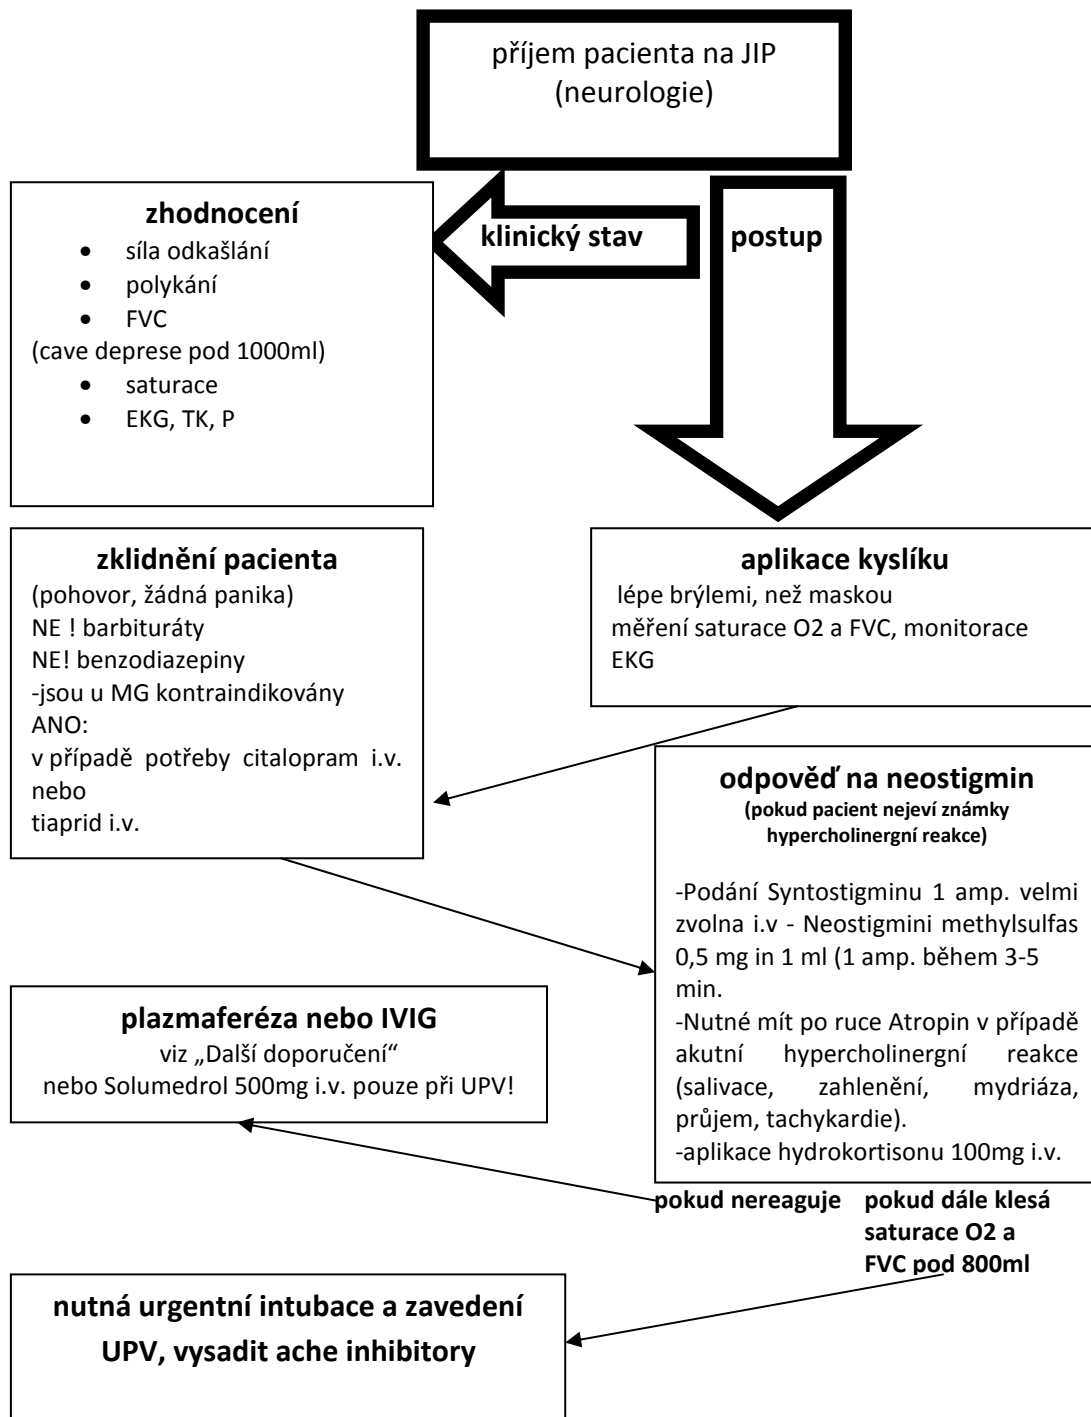 příjem pacienta na JIP
(neurologie)
klinický stav
postup
zhodnocení
• síla odkašlání
• polykání
• FVC
(cave deprese pod 1000ml)
• saturace
• EKG, TK, P
aplikace kyslíku
lépe brýlemi, než maskou
měření saturace O2 a FVC, monitorace
EKG
zklidnění pacienta
(pohovor, žádná panika)
NE ! barbituráty
NE! benzodiazepiny
-jsou u MG kontraindikovány
ANO:
v případě potřeby citalopram i.v.
nebo
tiaprid i.v.
odpověď na neostigmin
(pokud pacient nejeví známky
hypercholinergní reakce)
-Podání Syntostigminu 1 amp. velmi
zvolna i.v - Neostigmini methylsulfas
0,5 mg in 1 ml (1 amp. během 3-5
min.
-Nutné mít po ruce Atropin v případě
akutní hypercholinergní reakce
(salivace, zahlenění, mydriáza,
průjem, tachykardie).
-aplikace hydrokortisonu 100mg i.v.
plazmaferéza nebo IVIG
viz „Další doporučení“
nebo Solumedrol 500mg i.v. pouze při UPV!
pokud nereaguje
pokud dále klesá
saturace O2 a
FVC pod 800ml
nutná urgentní intubace a zavedení
UPV, vysadit ache inhibitory